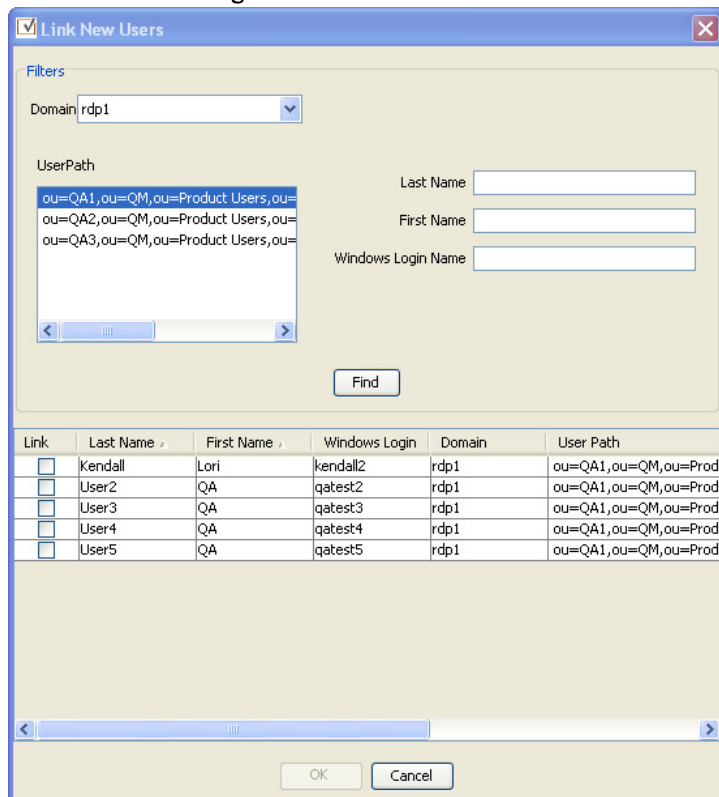 Link New Users
Filters
Domain rdp1
UserPath
ou=QA1,ou=QM,ou=Product Users,ou=
ou=QA2,ou=QM,ou=Product Users,ou=
ou=QA3,ou=QM,ou=Product Users,ou=
Last Name
First Name
Windows Login Name
Find
Link Last Name First Name Windows Login Domain User Path
Kendall Lori kendall2 rdp1 ou=QA1,ou=QM,ou=Prod
User2 QA qatest2 rdp1 ou=QA1,ou=QM,ou=Prod
User3 QA qatest3 rdp1 ou=QA1,ou=QM,ou=Prod
User4 QA qatest4 rdp1 ou=QA1,ou=QM,ou=Prod
User5 QA qatest5 rdp1 ou=QA1,ou=QM,ou=Prod
OK Cancel